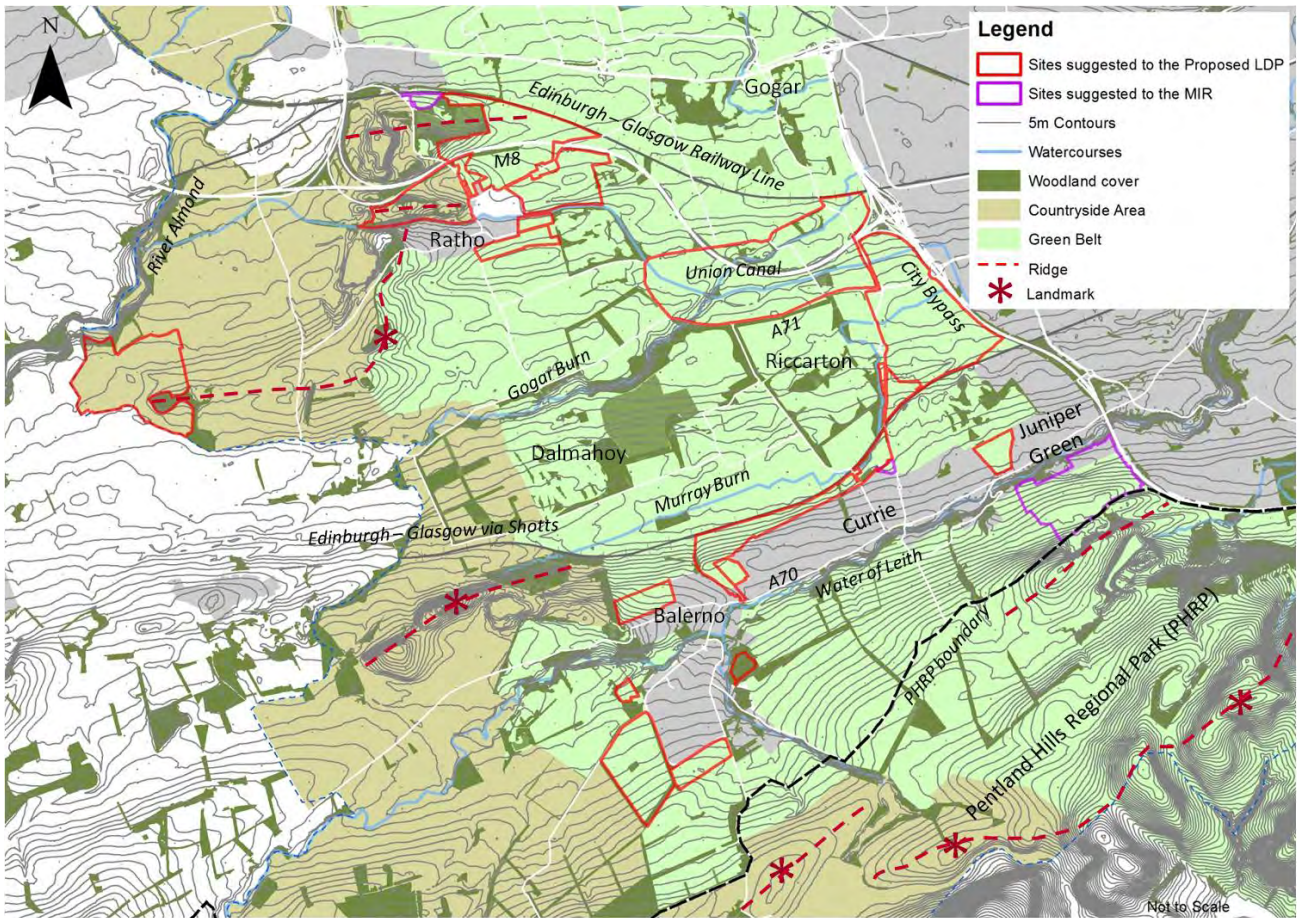 N
Legend
Sites suggested to the Proposed LDP
Sites suggested to the MIR
5m Contours
Watercourses
Woodland cover
Countryside Area
Green Belt
Ridge
Landmark
Gogar
Edinburgh – Glasgow Railway Line
M8
River Almond
Ratho
Union Canal
City Bypass
A71
Riccarton
Gogar Burn
Dalmahoy
Juniper
Green
Murray Burn
Currie
Edinburgh – Glasgow via Shotts
A70
Water of Leith
Balerno
PHRP boundary
Pentland Hills Regional Park (PHRP)
Not to Scale